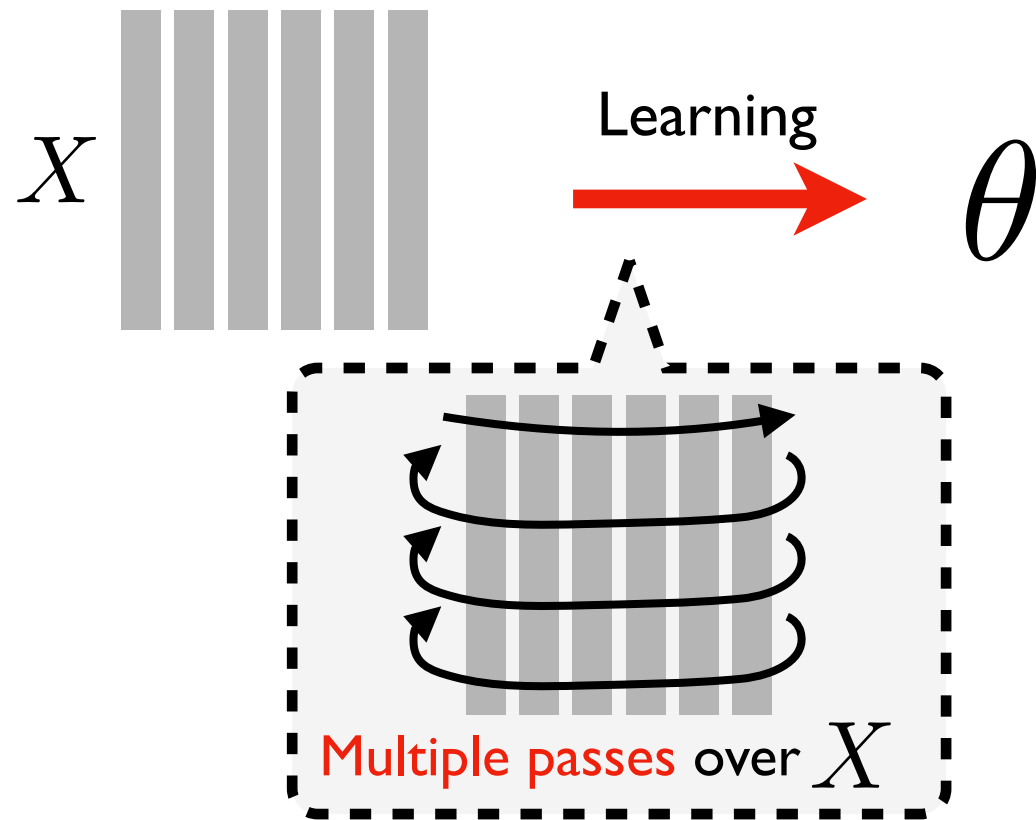 Learning
X
θ
Multiple passes over X